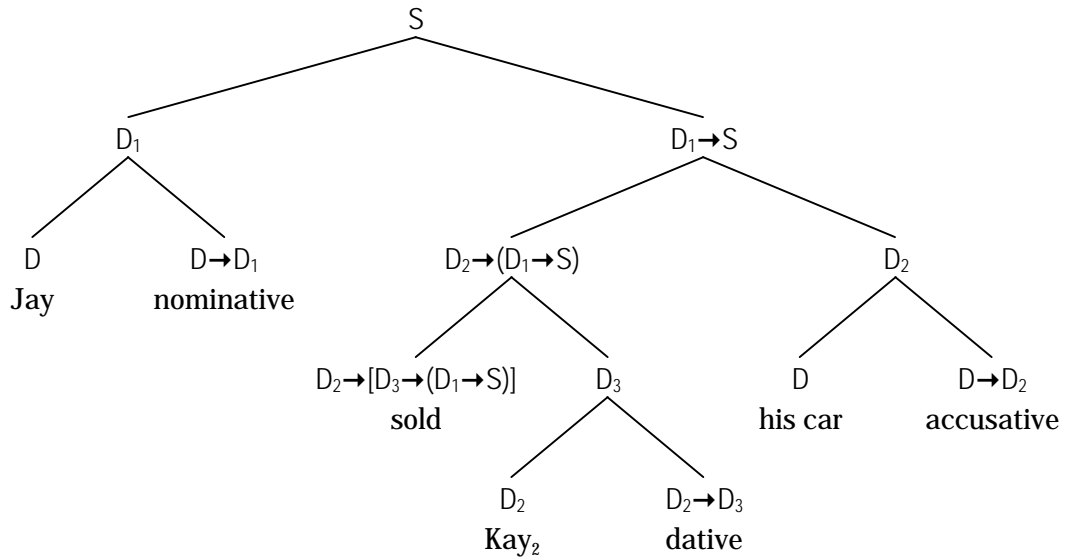 S
D₁ D₁→S
D D→D₁ D₂→(D₁→S) D₂
Jay nominative
D₂→[D₃→(D₁→S)] D₃ D D→D₂
sold his car accusative
D₂ D₂→D₃
Kay₂ dative